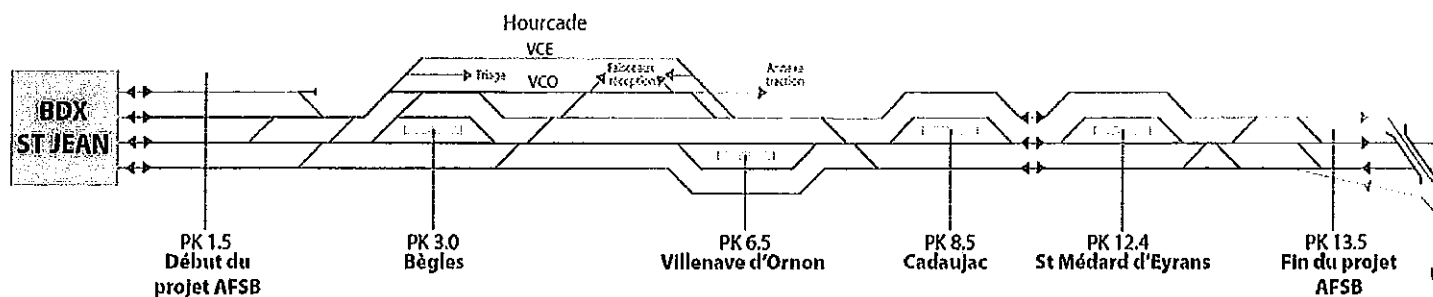 Hourcade
VCE
Triage
VCO
Faisceaux
réception
Annexe
traction
BDX
ST JEAN
PK 1.5
Début du
projet AFSB
PK 3.0
Bègles
PK 6.5
Villenave d'Ornon
PK 8.5
Cadaujac
PK 12.4
St Médard d'Eyrans
PK 13.5
Fin du projet
AFSB